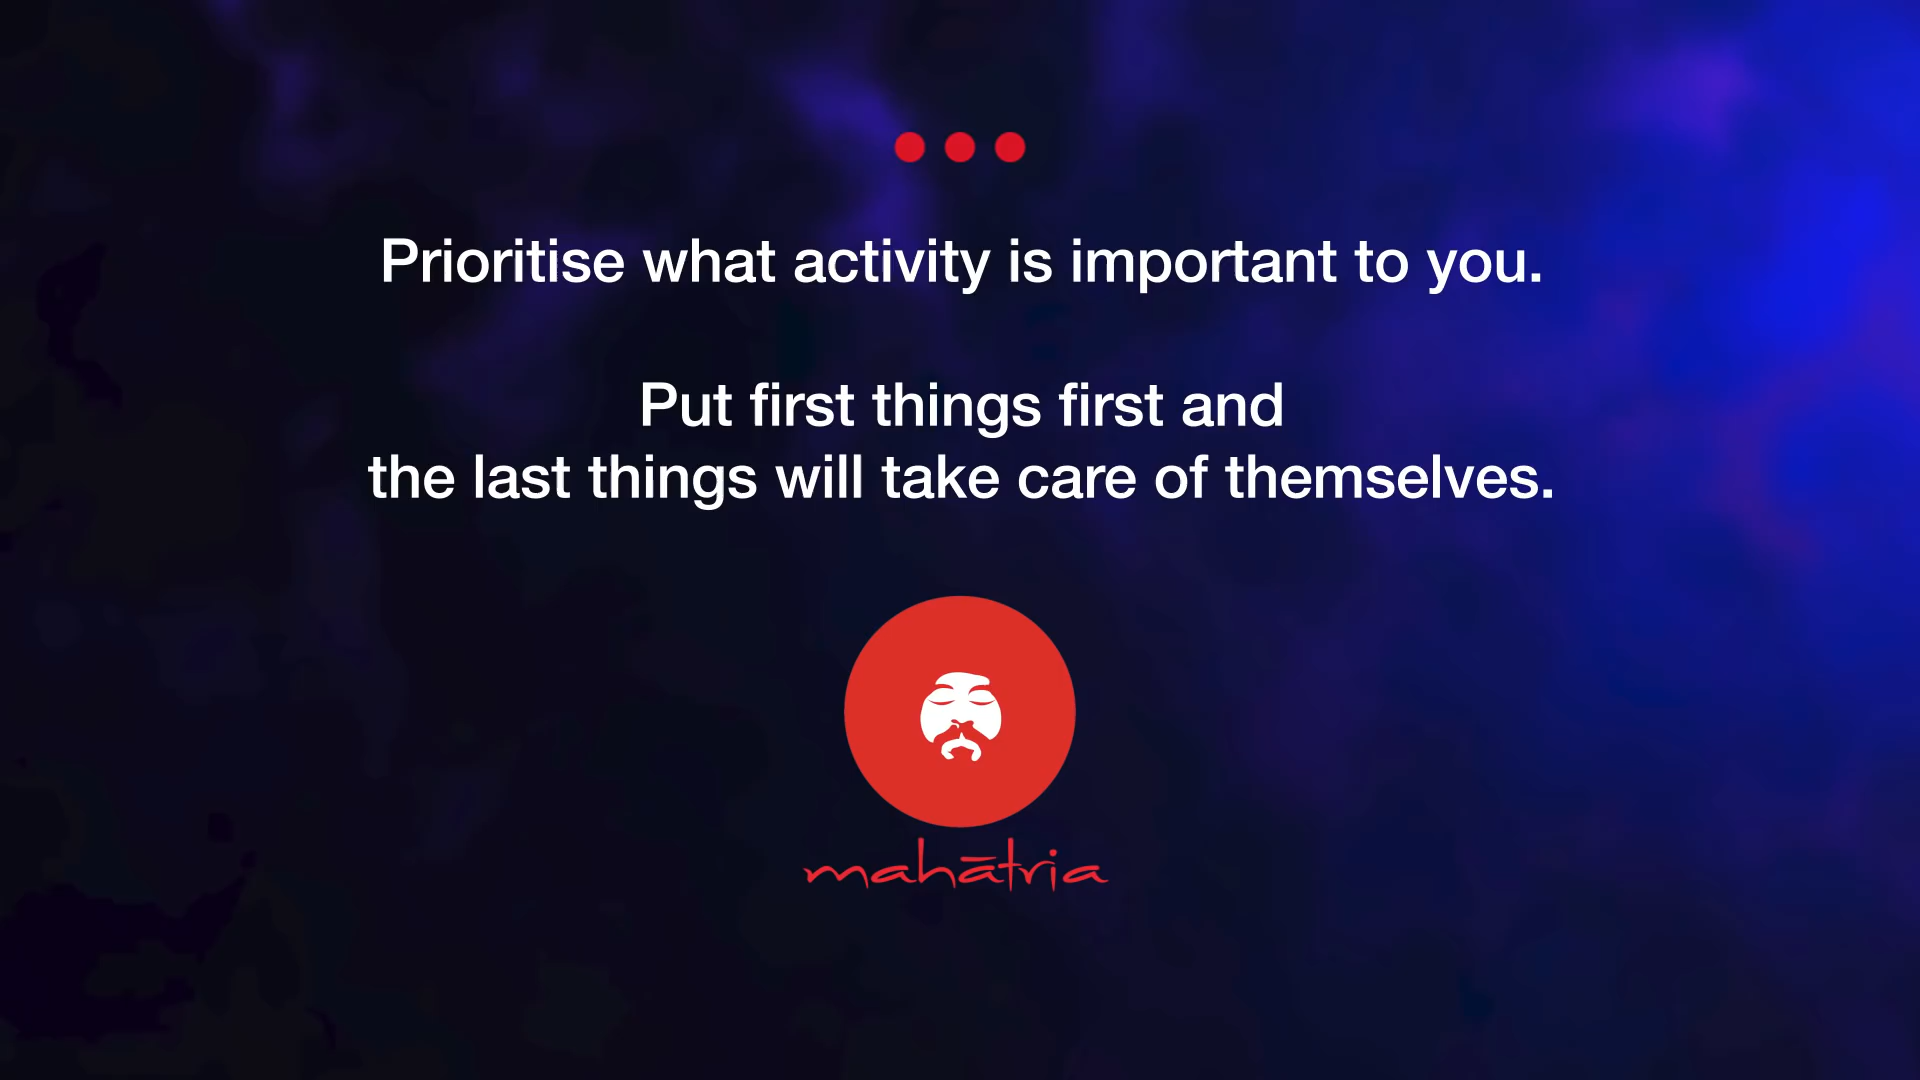 Prioritise what activity is important to you.
Put first things first and
the last things will take care of themselves.
mahātria